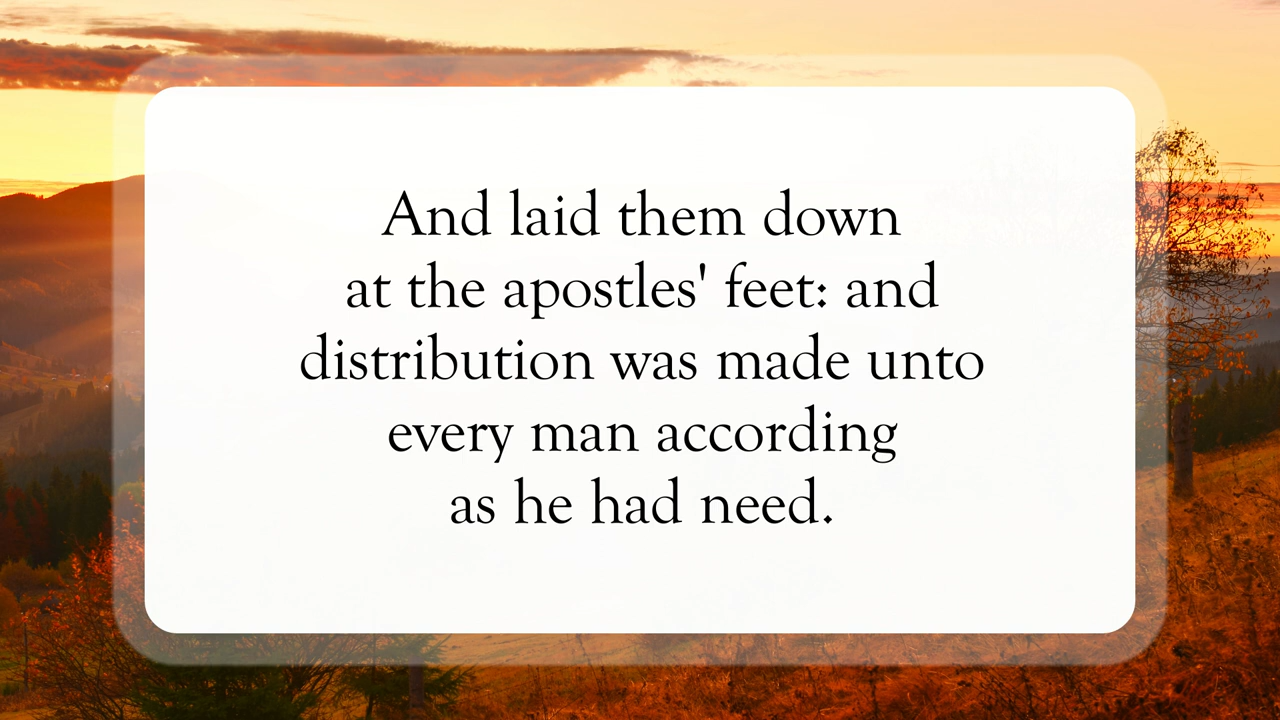 And laid them down
at the apostles' feet: and
distribution was made unto
every man according
as he had need.